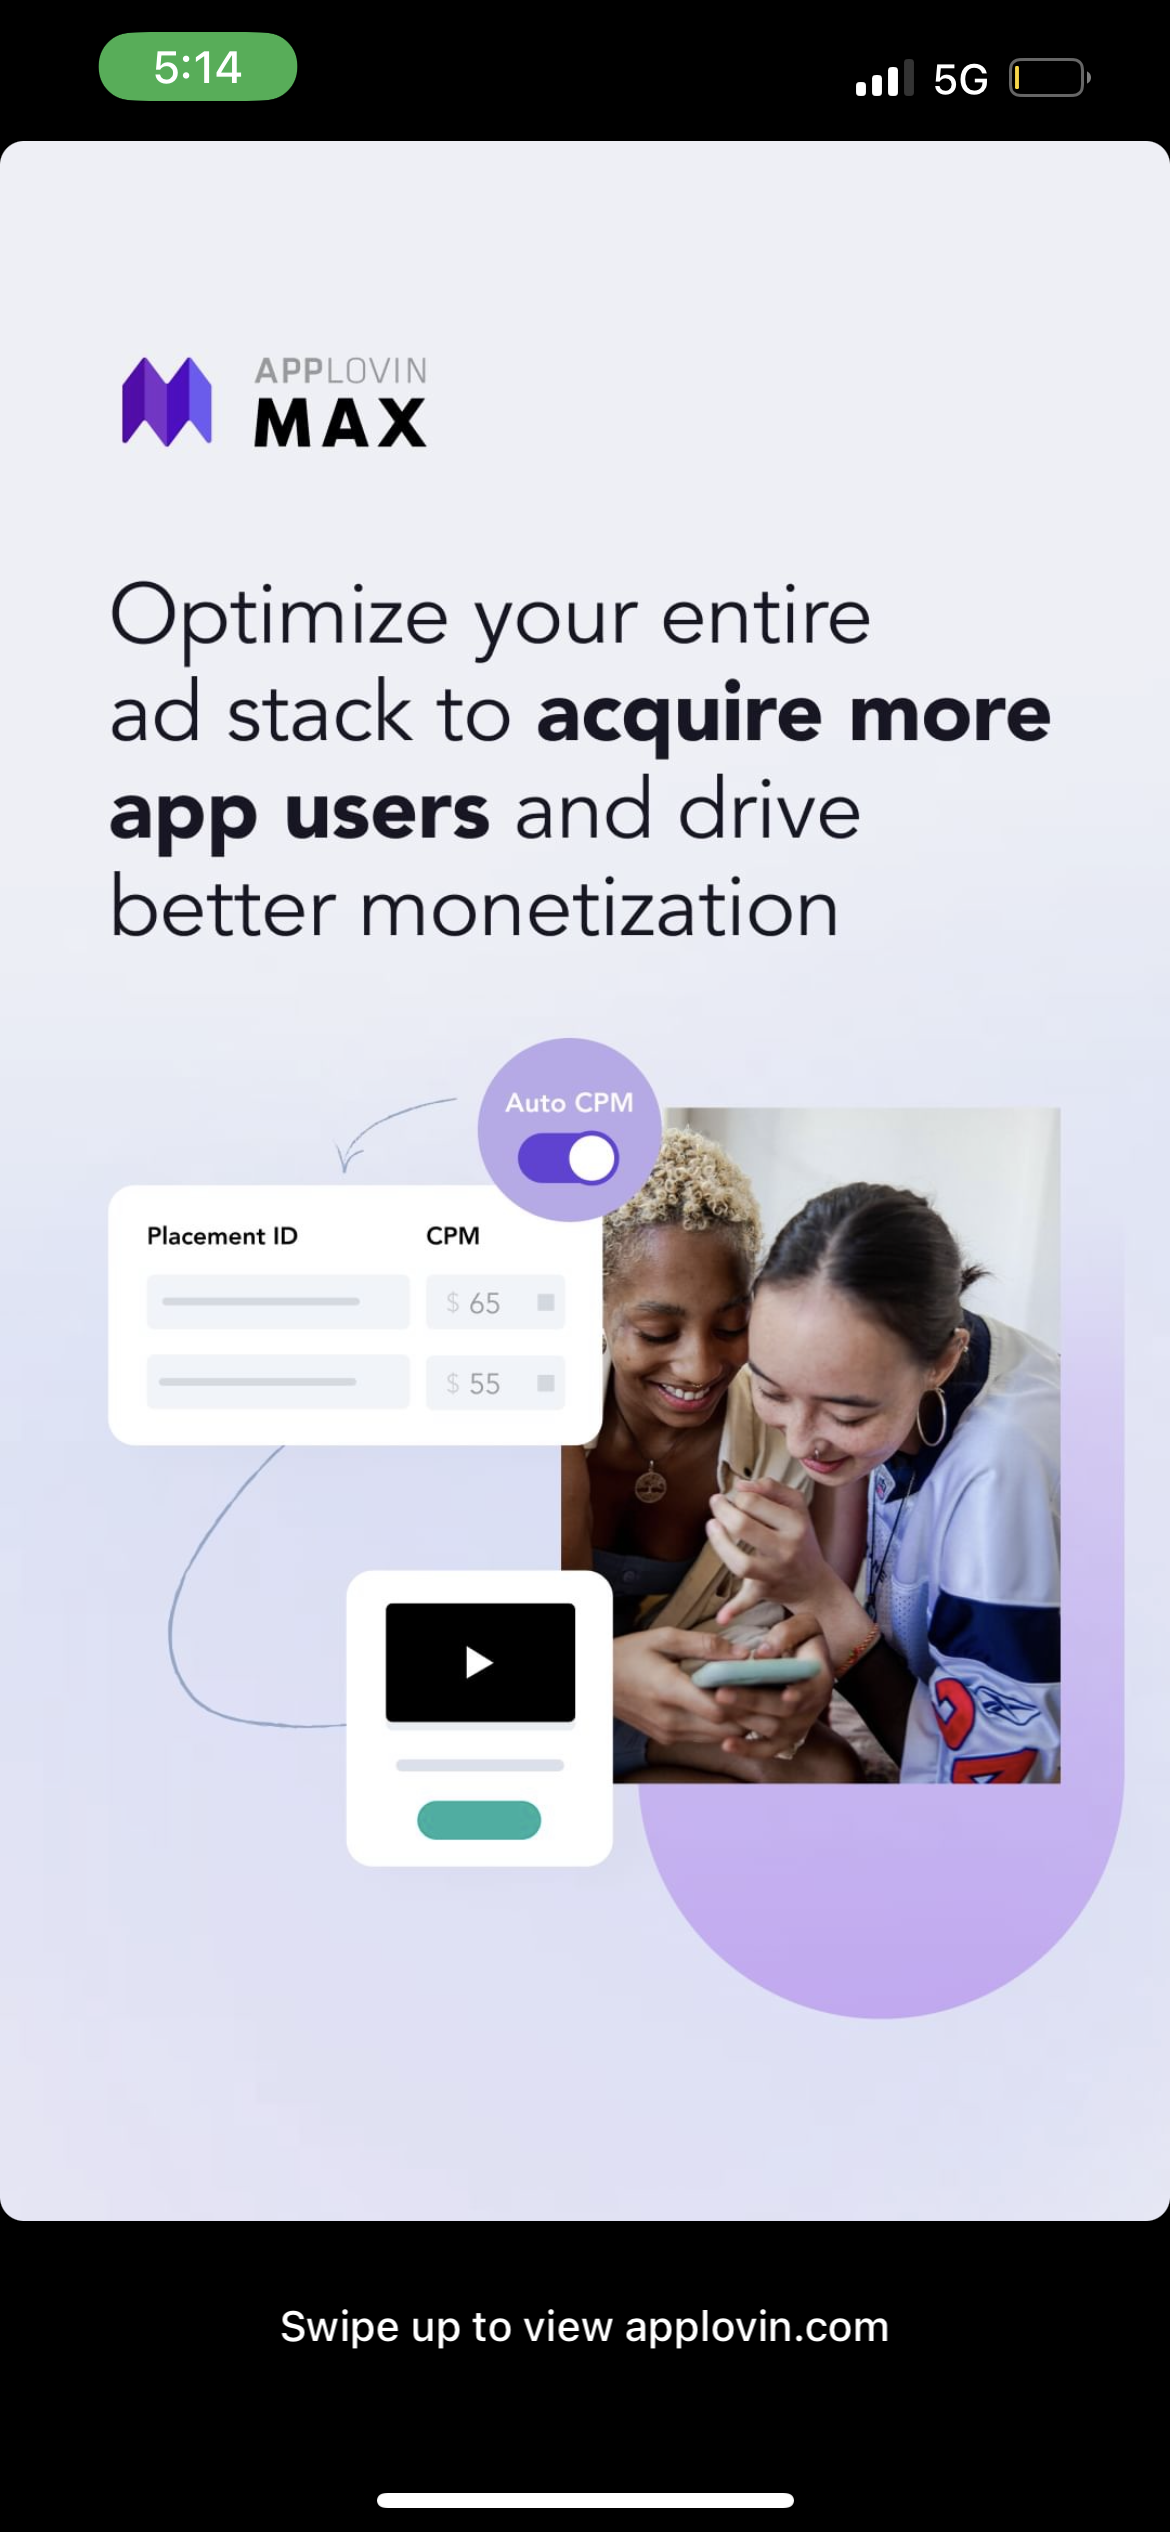 5:14
5G
APPLOVIN
MAX
Optimize your entire
ad stack to acquire more
app users and drive
better monetization
Auto CPM
Placement ID CPM
$ 65
$ 55
24
Swipe up to view applovin.com